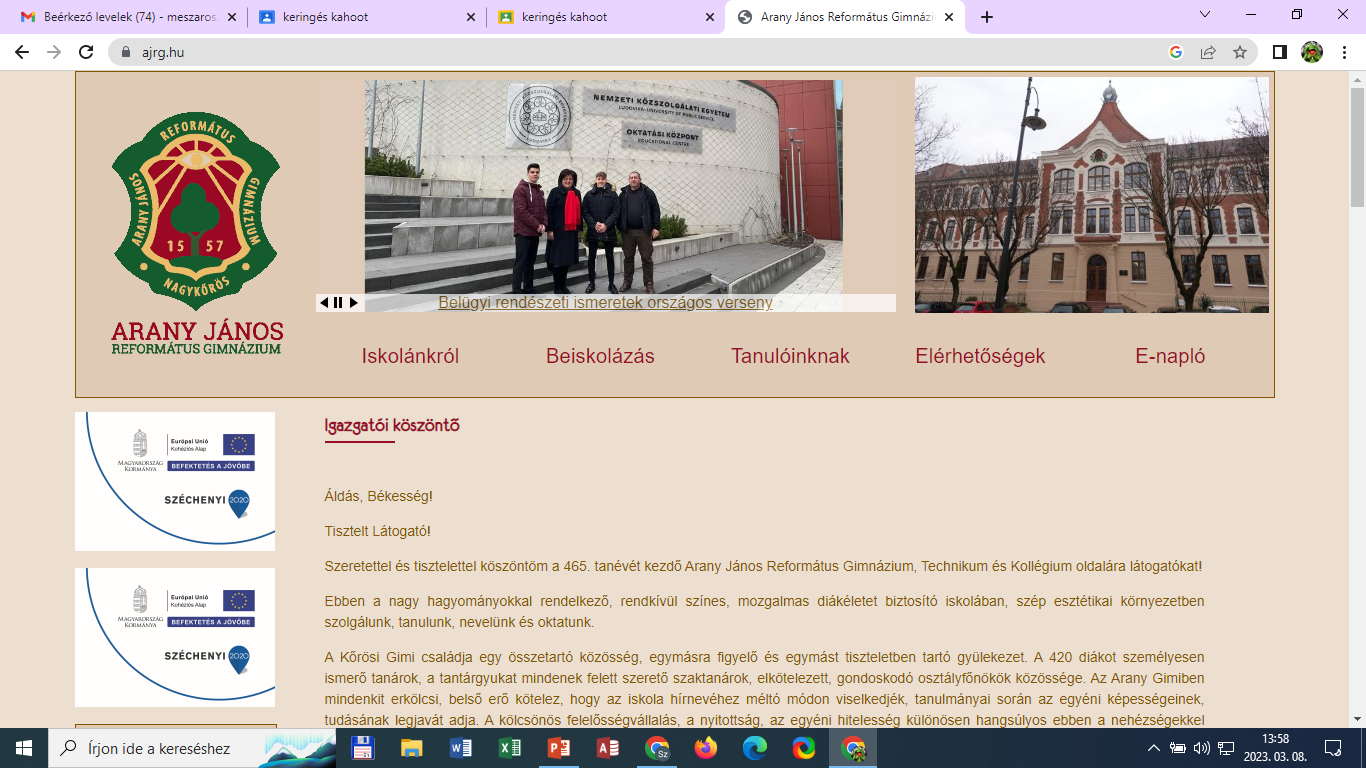 Beérkező levelek (74) - meszaros
keringés kahoot
keringés kahoot
Arany János Református Gimnázi
ajrg.hu
REFORMÁTUS
ARANY JÁNOS
GIMNÁZIUM
15 57
NAGYKŐRÖS
ARANY JÁNOS
REFORMÁTUS GIMNÁZIUM
NEMZETI KÖZSZOLGÁLATI EGYETEM
LUDOVIKA-UNIVERSITY OF PUBLIC SERVICE
OKTATÁSI KÖZPONT
EDUCATIONAL CENTRE
Belügyi rendészeti ismeretek országos verseny
Iskolánkról
Beiskolázás
Tanulóinknak
Elérhetőségek
E-napló
MAGYARORSZÁG
KORMÁNYA
Európai Unió
Kohéziós Alap
BEFEKTETÉS A JÖVŐBE
SZÉCHENYI 2020
MAGYARORSZÁG
KORMÁNYA
Európai Unió
Kohéziós Alap
BEFEKTETÉS A JÖVŐBE
SZÉCHENYI 2020
Igazgatói köszöntő
Áldás, Békesség!
Tisztelt Látogató!
Szeretettel és tisztelettel köszöntöm a 465. tanévét kezdő Arany János Református Gimnázium, Technikum és Kollégium oldalára látogatókat!
Ebben a nagy hagyományokkal rendelkező, rendkívül színes, mozgalmas diákéletet biztosító iskolában, szép esztétikai környezetben
szolgálunk, tanulunk, nevelünk és oktatunk.
A Kőrösi Gimi családja egy összetartó közösség, egymásra figyelő és egymást tiszteletben tartó gyülekezet. A 420 diákot személyesen
ismerő tanárok, a tantárgyukat mindenek felett szerető szaktanárok, elkötelezett, gondoskodó osztályfőnökök közössége. Az Arany Gimiben
mindenkit erkölcsi, belső erő kötelez, hogy az iskola hírnevéhez méltó módon viselkedjék, tanulmányai során az egyéni képességeinek,
tudásának legjavát adja. A kölcsönös felelősségvállalás, a nyitottság, az egyéni hitelesség különösen hangsúlyos ebben a nehézségekkel
Írjon ide a kereséshez
Sz
13:58
2023. 03. 08.